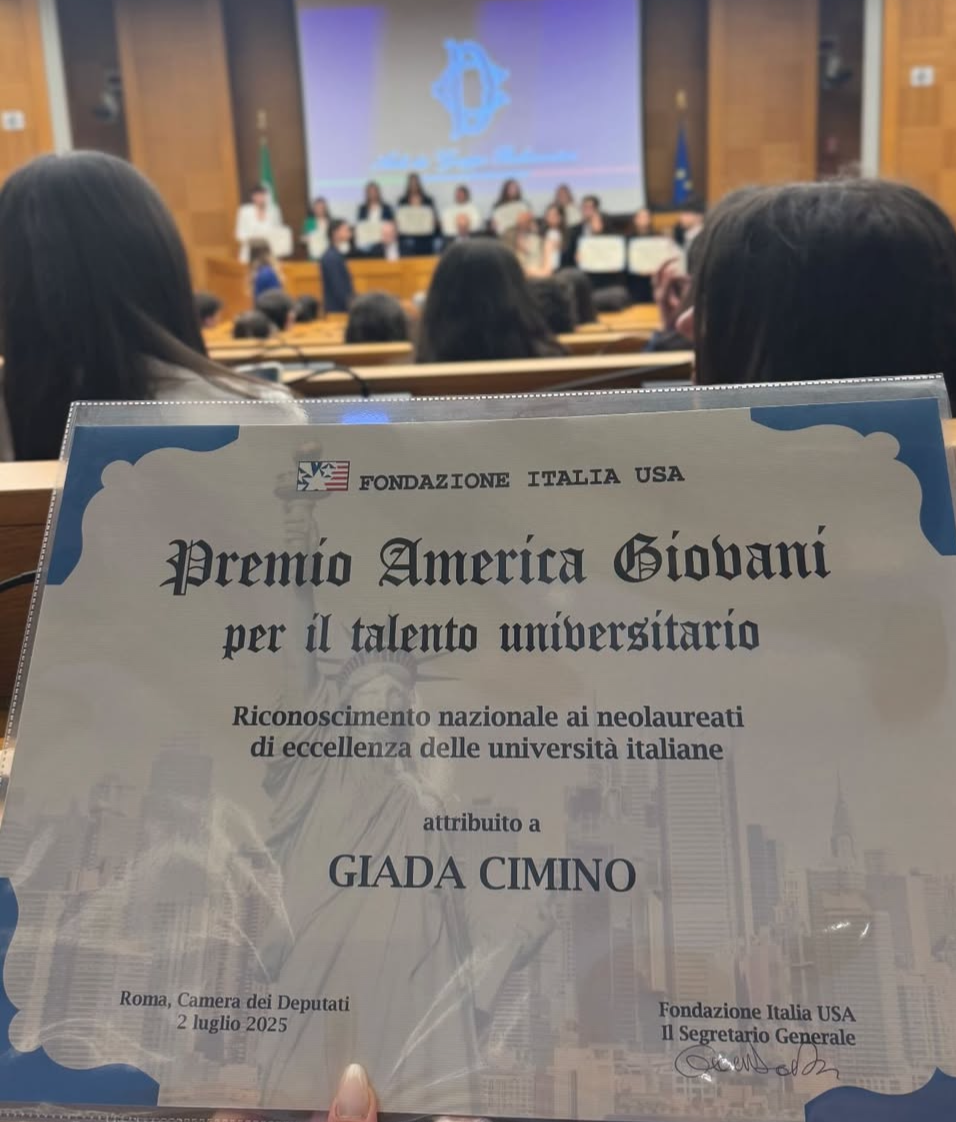 FONDAZIONE ITALIA USA
Premio America Giovani
per il talento universitario
Riconoscimento nazionale ai neolaureati
di eccellenza delle università italiane
attribuito a
GIADA CIMINO
Roma, Camera dei Deputati
2 luglio 2025
Fondazione Italia USA
Il Segretario Generale